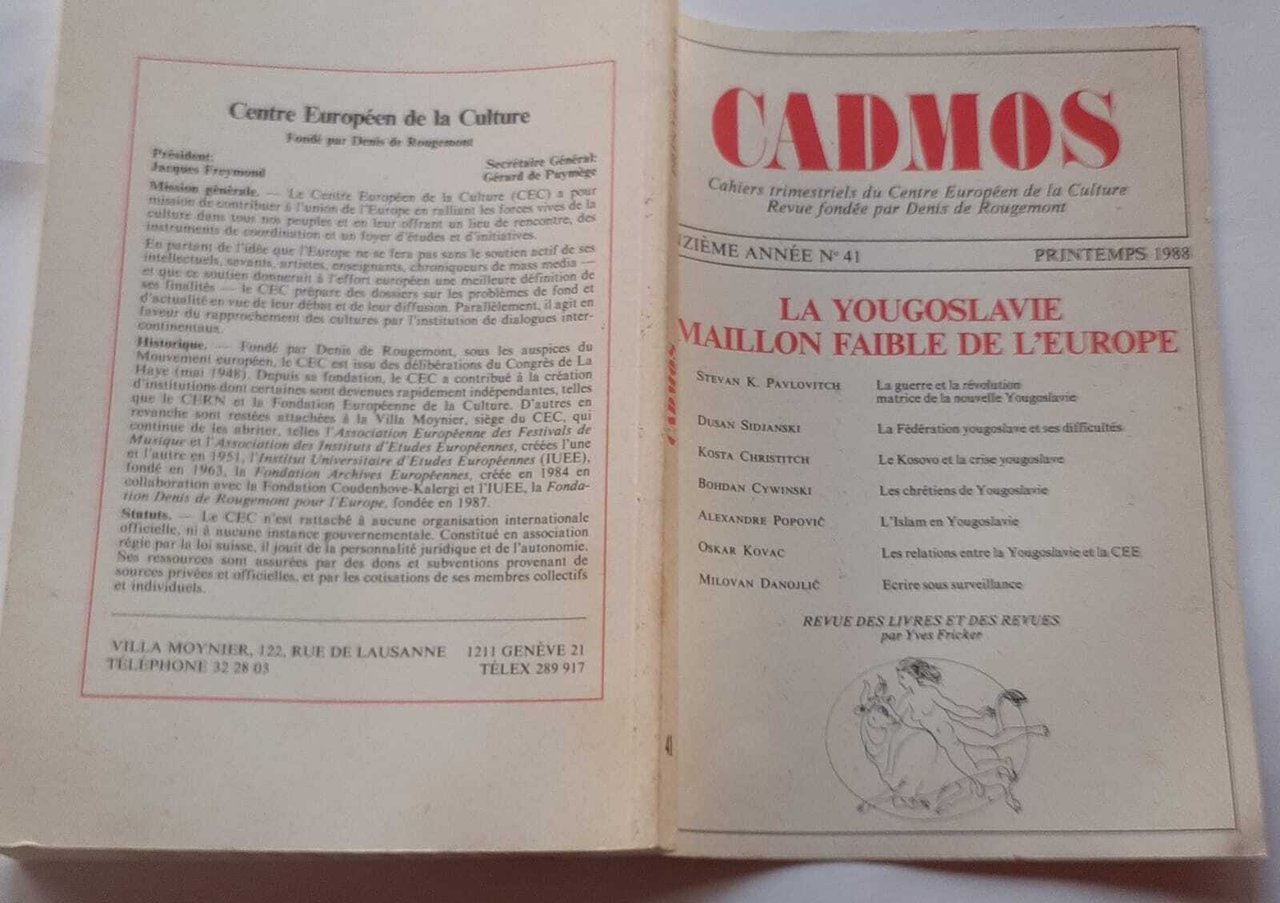 Centre Européen de la Culture
Fondé par Denis de Rougemont
Président:
Jacques Freymond
Secrétaire Général:
Gérard de Puymège
Mission générale. — Le Centre Européen de la Culture (CEC) a pour
mission de contribuer à l'union de l'Europe en ralliant les forces vives de la
culture dans tous nos peuples et en leur offrant un lieu de rencontre, des
instruments de coordination et un foyer d'études et d'initiatives.
En partant de l'idée que l'Europe ne se fera pas sans le soutien actif de ses
intellectuels, savants, artistes, enseignants, chroniqueurs de mass media —
et que ce soutien donnerait à l'effort européen une meilleure définition de
ses finalités — le CEC prépare des dossiers sur les problèmes de fond et
d'actualité en vue de leur débat et de leur diffusion. Parallèlement, il agit en
faveur du rapprochement des cultures par l'institution de dialogues inter-
continentaux.
Historique. — Fondé par Denis de Rougemont, sous les auspices du
Mouvement européen, le CEC est issu des délibérations du Congrès de La
Haye (mai 1948). Depuis sa fondation, le CEC a contribué à la création
d'institutions dont certaines sont devenues rapidement indépendantes, telles
que le CERN et la Fondation Européenne de la Culture. D'autres en
revanche sont restées attachées à la Villa Moynier, siège du CEC, qui
continue de les abriter, telles l'Association Européenne des Festivals de
Musique et l'Association des Instituts d'Etudes Européennes, créées l'une
et l'autre en 1951, l'Institut Universitaire d'Etudes Européennes (IUEE),
fondé en 1963, la Fondation Archives Européennes, créée en 1984 en
collaboration avec la Fondation Coudenhove-Kalergi et l'IUEE, la Fonda-
tion Denis de Rougemont pour l'Europe, fondée en 1987.
Statuts. — Le CEC n'est rattaché à aucune organisation internationale
officielle, ni à aucune instance gouvernementale. Constitué en association
régie par la loi suisse, il jouit de la personnalité juridique et de l'autonomie.
Ses ressources sont assurées par des dons et subventions provenant de
sources privées et officielles, et par les cotisations de ses membres collectifs
et individuels.
VILLA MOYNIER, 122, RUE DE LAUSANNE 1211 GENÈVE 21
TÉLÉPHONE 32 28 03 TÉLEX 289 917
CADMOS
41
CADMOS
Cahiers trimestriels du Centre Européen de la Culture
Revue fondée par Denis de Rougemont
NZIÈME ANNÉE N° 41 PRINTEMPS 1988
LA YOUGOSLAVIE
MAILLON FAIBLE DE L'EUROPE
STEVAN K. PAVLOVITCH La guerre et la révolution
matrice de la nouvelle Yougoslavie
DUSAN SIDJANSKI La Fédération yougoslave et ses difficultés
KOSTA CHRISTITCH Le Kosovo et la crise yougoslave
BOHDAN CYWINSKI Les chrétiens de Yougoslavie
ALEXANDRE POPOVIČ L'Islam en Yougoslavie
OSKAR KOVAC Les relations entre la Yougoslavie et la CEE
MILOVAN DANOJLIČ Ecrire sous surveillance
REVUE DES LIVRES ET DES REVUES
par Yves Fricker